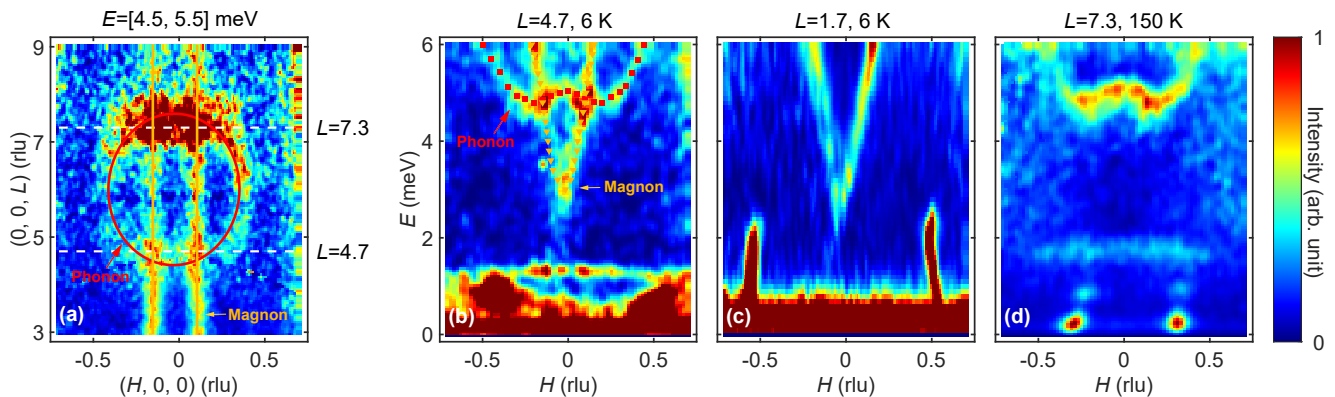 E=[4.5, 5.5] meV
9
7
5
3
(0, 0, L) (rlu)
L=7.3
L=4.7
Phonon
Magnon
(a)
-0.5
0
0.5
(H, 0, 0) (rlu)
L=4.7, 6 K
6
4
2
0
E (meV)
Phonon
Magnon
(b)
-0.5
0
0.5
H (rlu)
L=1.7, 6 K
(c)
-0.5
0
0.5
H (rlu)
L=7.3, 150 K
(d)
-0.5
0
0.5
H (rlu)
1
0
Intensity (arb. unit)